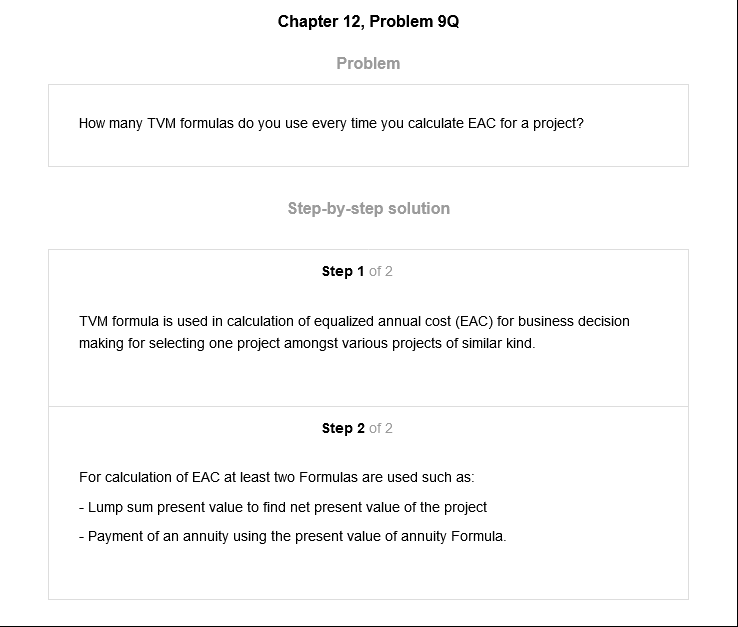 Chapter 12, Problem 9Q
Problem
How many TVM formulas do you use every time you calculate EAC for a project?
Step-by-step solution
Step 1 of 2
TVM formula is used in calculation of equalized annual cost (EAC) for business decision
making for selecting one project amongst various projects of similar kind.
Step 2 of 2
For calculation of EAC at least two Formulas are used such as:
- Lump sum present value to find net present value of the project
- Payment of an annuity using the present value of annuity Formula.